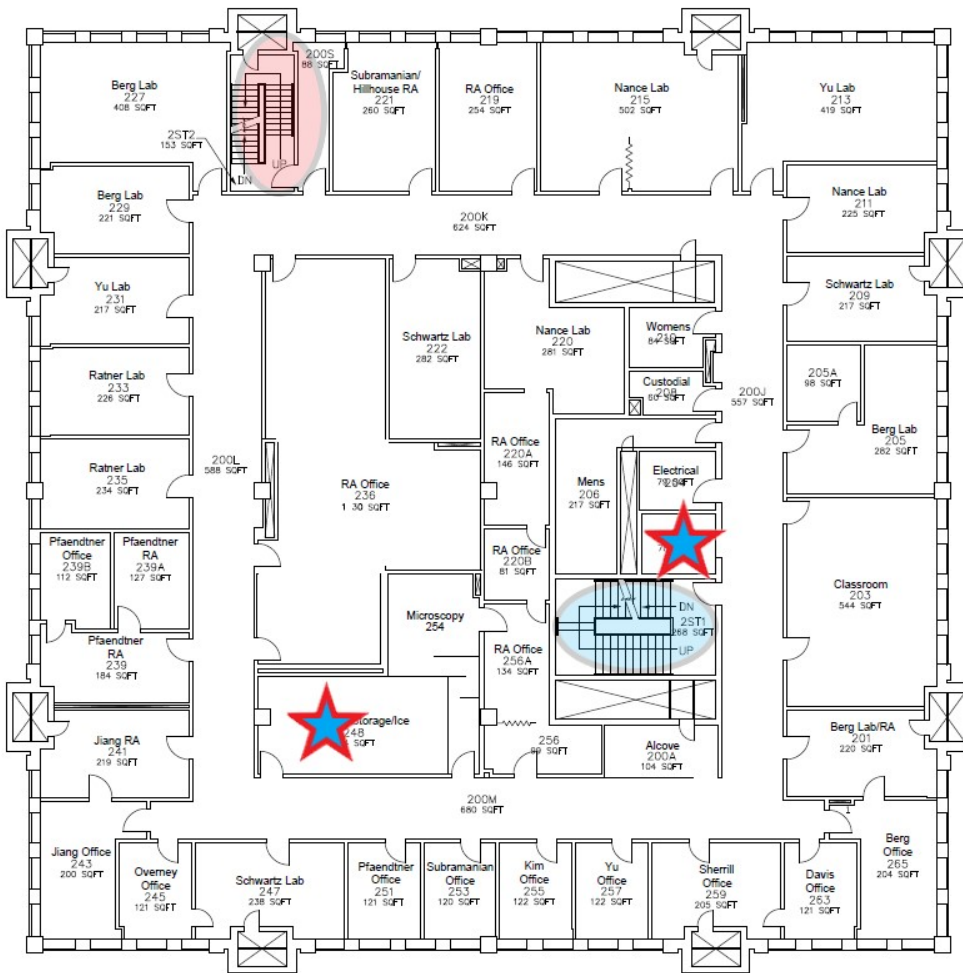 200S
88 SQFT
Berg Lab
227
408 SQFT
Subramanian/
Hillhouse RA
221
260 SQFT
RA Office
219
254 SQFT
Nance Lab
215
502 SQFT
Yu Lab
213
419 SQFT
2ST2
153 SQFT
UP
DN
Berg Lab
229
221 SQFT
200K
624 SQFT
Nance Lab
211
225 SQFT
Yu Lab
231
217 SQFT
Schwartz Lab
222
282 SQFT
Nance Lab
220
281 SQFT
Womens
210
Schwartz Lab
209
217 SQFT
Ratner Lab
233
226 SQFT
Custodial
208
60 SQFT
200J
557 SQFT
205A
98 SQFT
Berg Lab
205
282 SQFT
Ratner Lab
235
234 SQFT
200L
588 SQFT
RA Office
236
1 30 SQFT
RA Office
220A
146 SQFT
Mens
206
217 SQFT
Electrical
Pfaendtner
Office
239B
112 SQFT
Pfaendtner
RA
239A
127 SQFT
RA Office
220B
81 SQFT
Classroom
203
544 SQFT
Microscopy
254
DN
2ST1
268 SQFT
UP
Pfaendtner
RA
239
184 SQFT
RA Office
256A
134 SQFT
Jiang RA
241
219 SQFT
storage/Ice
248
SQFT
256
99 SQFT
Alcove
200A
104 SQFT
Berg Lab/RA
201
220 SQFT
200M
680 SQFT
Jiang Office
243
200 SQFT
Overney
Office
245
121 SQFT
Schwartz Lab
247
238 SQFT
Pfaendtner
Office
251
121 SQFT
Subramanian
Office
253
120 SQFT
Kim
Office
255
122 SQFT
Yu
Office
257
122 SQFT
Sherrill
Office
259
205 SQFT
Davis
Office
263
121 SQFT
Berg
Office
265
204 SQFT